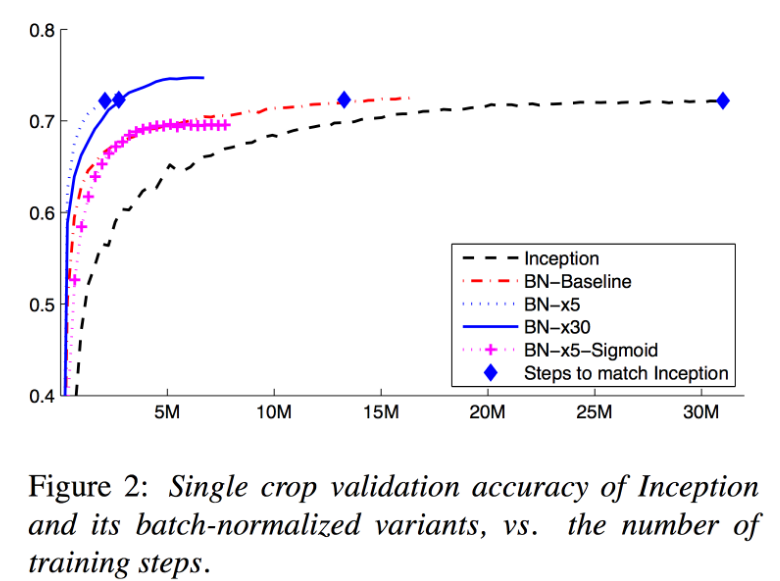 0.8
0.7
0.6
0.5
0.4
5M 10M 15M 20M 25M 30M
Inception
BN-Baseline
BN-x5
BN-x30
BN-x5-Sigmoid
Steps to match Inception
Figure 2: Single crop validation accuracy of Inception
and its batch-normalized variants, vs. the number of
training steps.